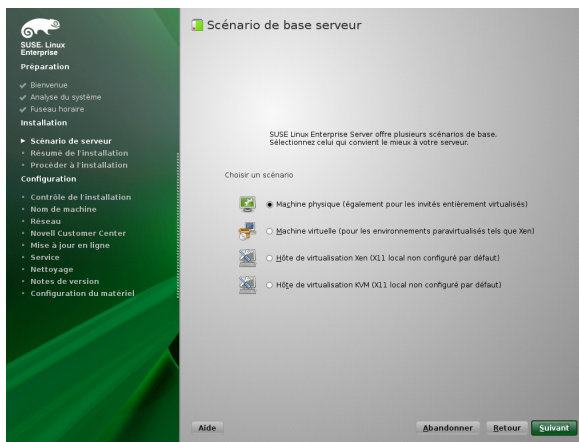 SUSE. Linux
Enterprise
Préparation
Bienvenue
Analyse du système
Fuseau horaire
Installation
Scénario de serveur
Résumé de l'installation
Procéder à l'installation
Configuration
Contrôle de l'installation
Nom de machine
Réseau
Novell Customer Center
Mise à jour en ligne
Service
Nettoyage
Notes de version
Configuration du matériel
Scénario de base serveur
SUSE Linux Enterprise Server offre plusieurs scénarios de base.
Sélectionnez celui qui convient le mieux à votre serveur.
Choisir un scénario
Machine physique (également pour les invités entièrement virtualisés)
Machine virtuelle (pour les environnements paravirtualisés tels que Xen)
Hôte de virtualisation Xen (X11 local non configuré par défaut)
Hôte de virtualisation KVM (X11 local non configuré par défaut)
Aide
Abandonner
Retour
Suivant